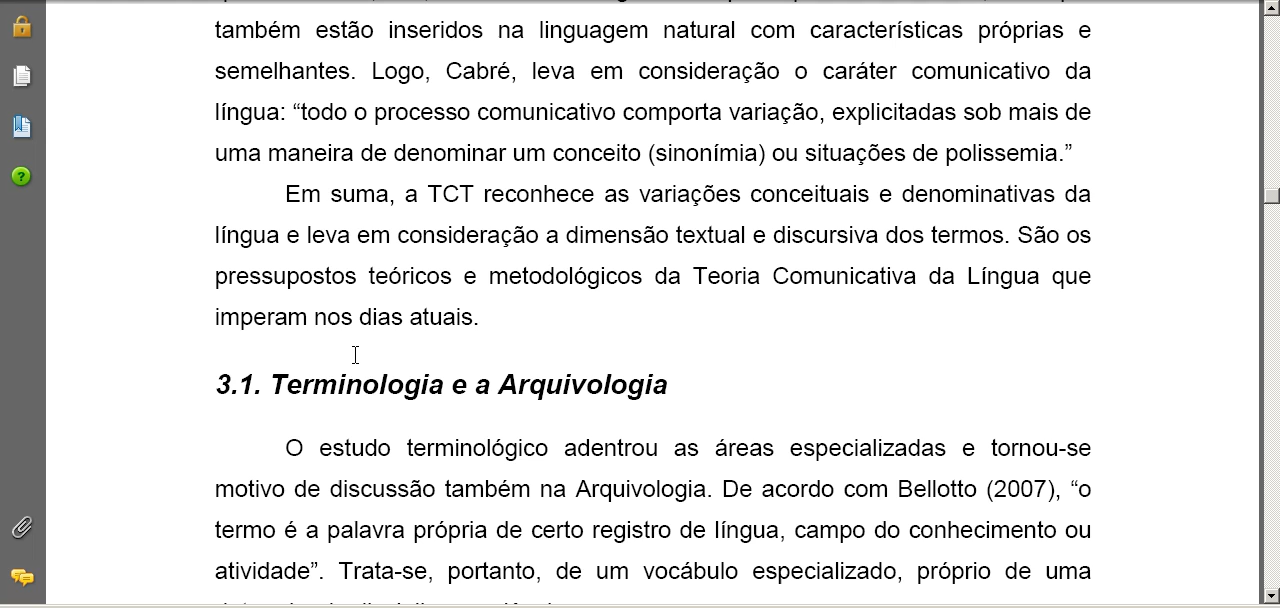 também estão inseridos na linguagem natural com características próprias e
semelhantes. Logo, Cabré, leva em consideração o caráter comunicativo da
língua: “todo o processo comunicativo comporta variação, explicitadas sob mais de
uma maneira de denominar um conceito (sinonímia) ou situações de polissemia.”
Em suma, a TCT reconhece as variações conceituais e denominativas da
língua e leva em consideração a dimensão textual e discursiva dos termos. São os
pressupostos teóricos e metodológicos da Teoria Comunicativa da Língua que
imperam nos dias atuais.
3.1. Terminologia e a Arquivologia
O estudo terminológico adentrou as áreas especializadas e tornou-se
motivo de discussão também na Arquivologia. De acordo com Bellotto (2007), “o
termo é a palavra própria de certo registro de língua, campo do conhecimento ou
atividade”. Trata-se, portanto, de um vocábulo especializado, próprio de uma